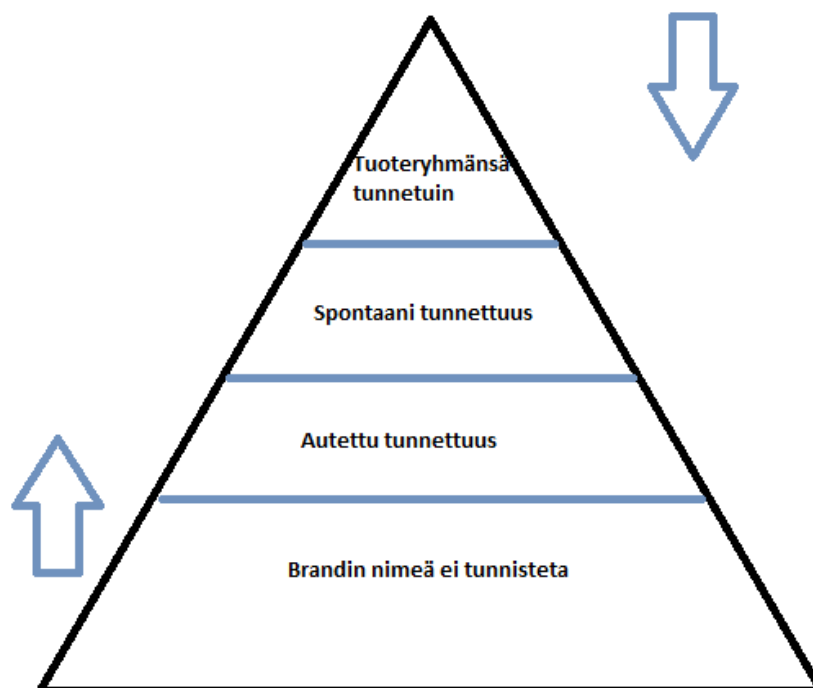 Tuoteryhmänsä
tunnetuin
Spontaani tunnettuus
Autettu tunnettuus
Brandin nimeä ei tunnisteta